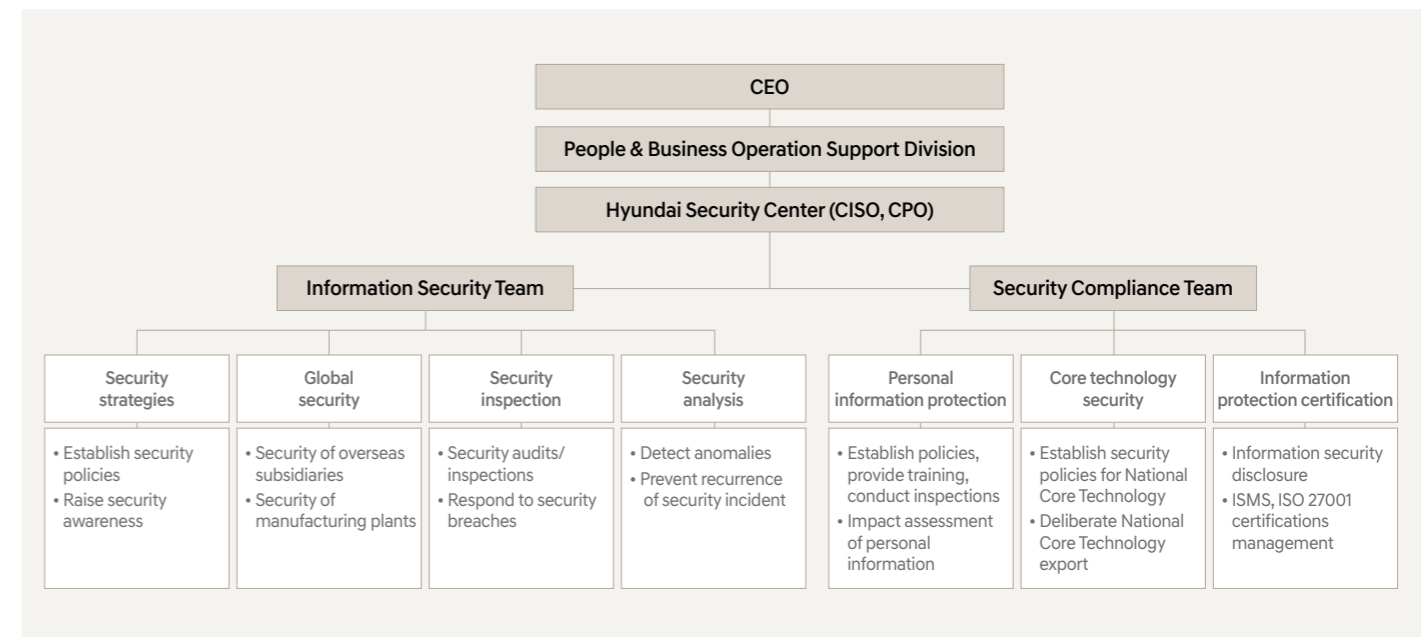 CEO
People & Business Operation Support Division
Hyundai Security Center (CISO, CPO)
Information Security Team
Security Compliance Team
Security
strategies
Global
security
Security
inspection
Security
analysis
Personal
information protection
Core technology
security
Information
protection certification
• Establish security
policies
• Raise security
awareness
• Security of overseas
subsidiaries
• Security of
manufacturing plants
• Security audits/
inspections
• Respond to security
breaches
• Detect anomalies
• Prevent recurrence
of security incident
• Establish policies,
provide training,
conduct inspections
• Impact assessment
of personal
information
• Establish security
policies for National
Core Technology
• Deliberate National
Core Technology
export
• Information security
disclosure
• ISMS, ISO 27001
certifications
management